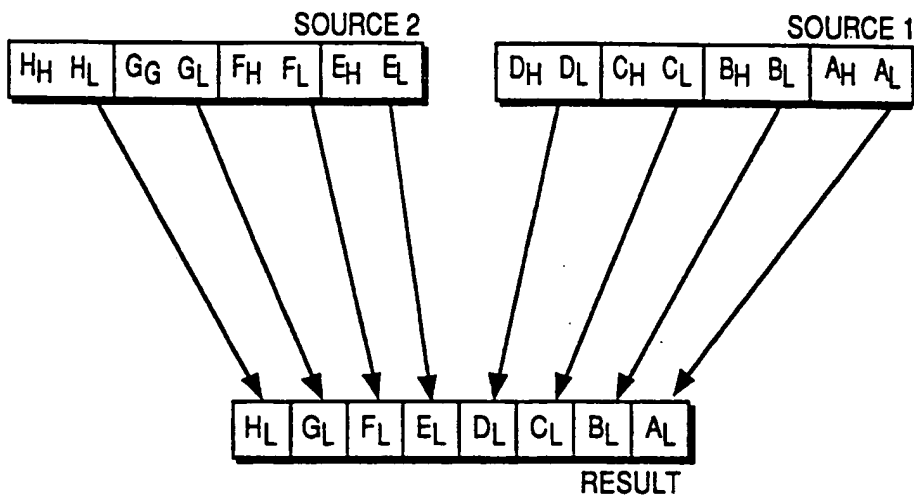 SOURCE 2 SOURCE 1
HH HL GG GL FH FL EH EL DH DL CH CL BH BL AH AL
HL GL FL EL DL CL BL AL
RESULT